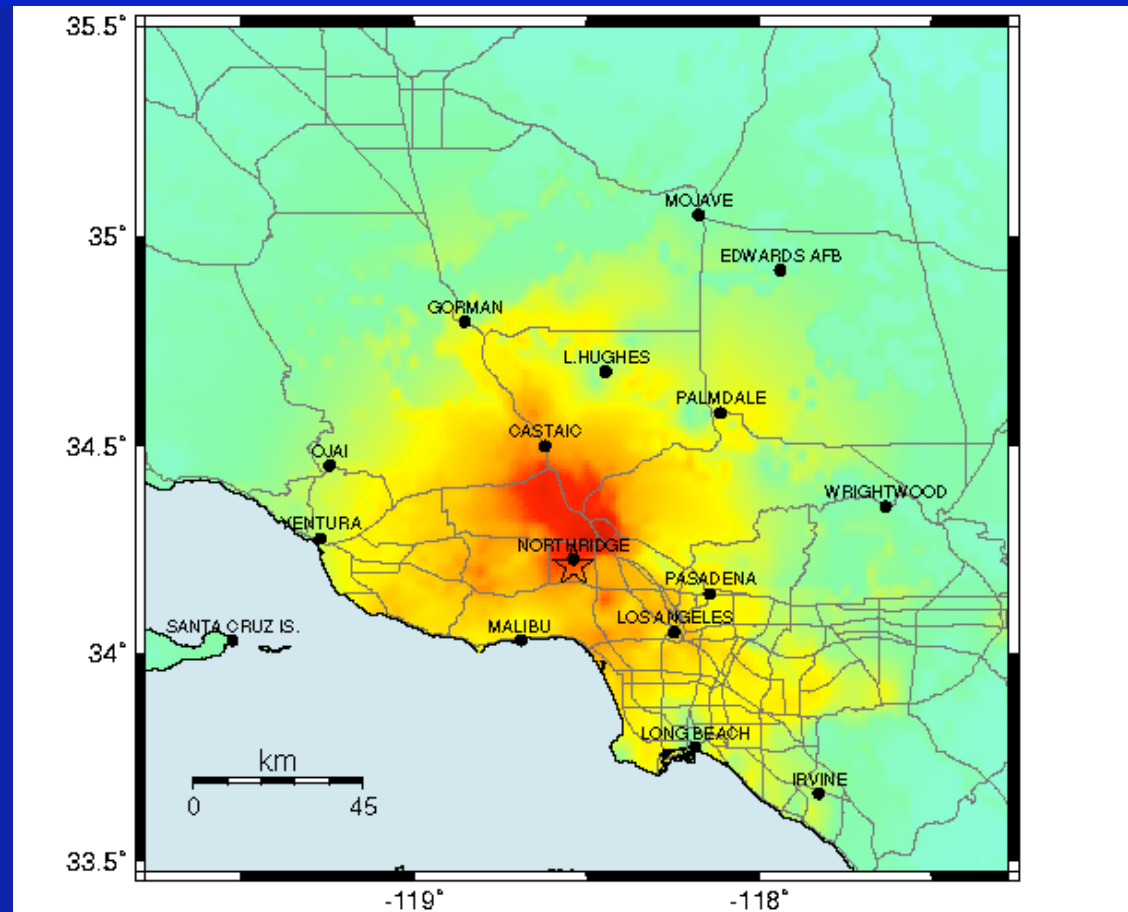 35.5°
MOJAVE
35°
EDWARDS AFB
GORMAN
L.HUGHES
PALMDALE
CASTAIC
34.5°
OJAI
WRIGHTWOOD
VENTURA
NORTHRIDGE
PASADENA
LOS ANGELES
SANTA CRUZ IS.
MALIBU
34°
LONG BEACH
km
IRVINE
0 45
33.5°
-119° -118°